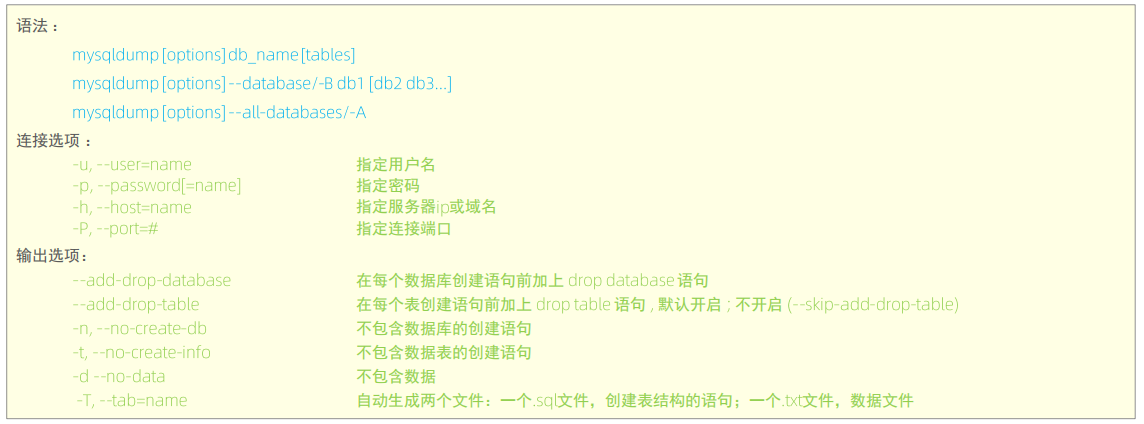 语法 :
mysqldump [options] db_name [tables]
mysqldump [options] --database/-B db1 [db2 db3...]
mysqldump [options] --all-databases/-A
连接选项 :
-u, --user=name 指定用户名
-p, --password[=name] 指定密码
-h, --host=name 指定服务器ip或域名
-P, --port=# 指定连接端口
输出选项:
--add-drop-database 在每个数据库创建语句前加上 drop database 语句
--add-drop-table 在每个表创建语句前加上 drop table 语句 , 默认开启 ; 不开启 (--skip-add-drop-table)
-n, --no-create-db 不包含数据库的创建语句
-t, --no-create-info 不包含数据表的创建语句
-d --no-data 不包含数据
-T, --tab=name 自动生成两个文件：一个.sql文件，创建表结构的语句；一个.txt文件，数据文件